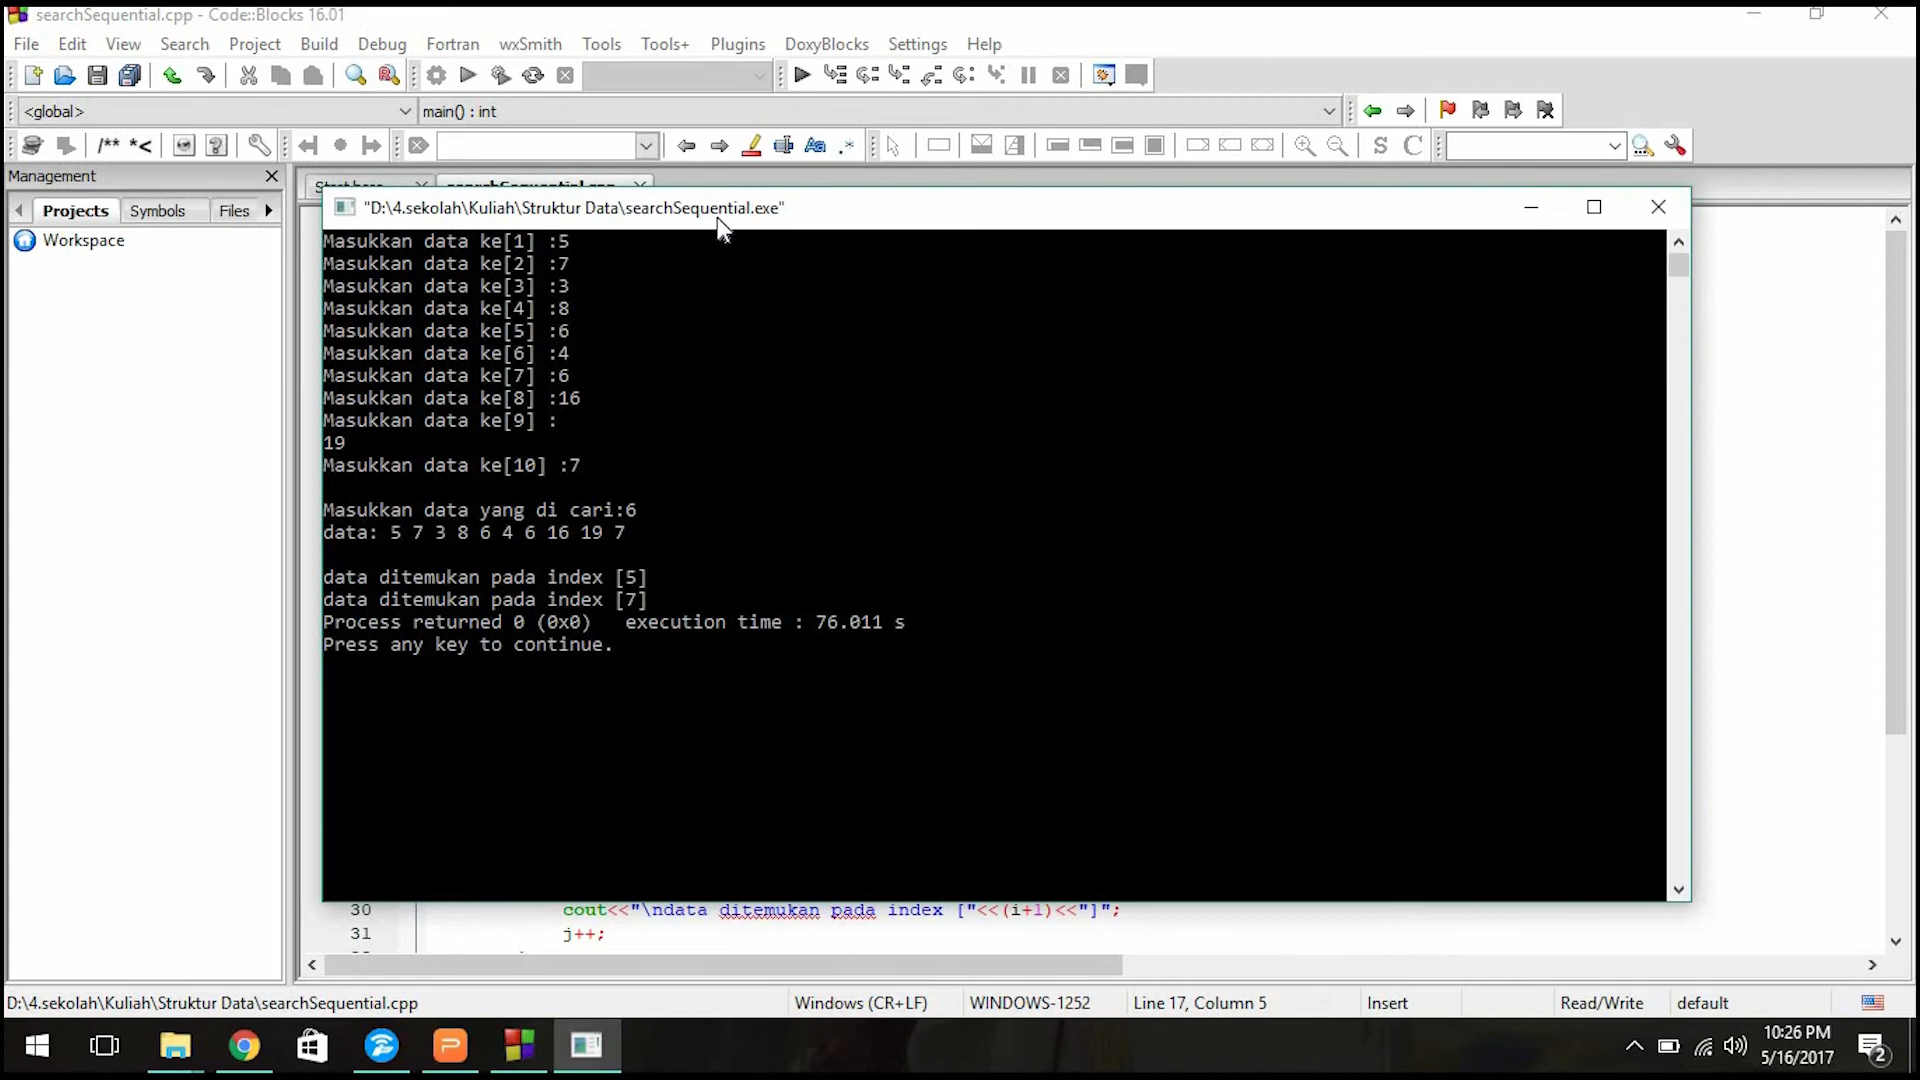 searchSequential.cpp - Code::Blocks 16.01
File Edit View Search Project Build Debug Fortran wxSmith Tools Tools+ Plugins DoxyBlocks Settings Help
<global> main() : int
/** *< Aa .* S C
Management
Projects Symbols Files
Workspace
Start here searchSequential.cpp
"D:\4.sekolah\Kuliah\Struktur Data\searchSequential.exe"
Masukkan data ke[1] :5
Masukkan data ke[2] :7
Masukkan data ke[3] :3
Masukkan data ke[4] :8
Masukkan data ke[5] :6
Masukkan data ke[6] :4
Masukkan data ke[7] :6
Masukkan data ke[8] :16
Masukkan data ke[9] :
19
Masukkan data ke[10] :7
Masukkan data yang di cari:6
data: 5 7 3 8 6 4 6 16 19 7
data ditemukan pada index [5]
data ditemukan pada index [7]
Process returned 0 (0x0)   execution time : 76.011 s
Press any key to continue.
30 cout<<"\ndata ditemukan pada index ["<<(i+1)<<"]";
31 j++;
D:\4.sekolah\Kuliah\Struktur Data\searchSequential.cpp Windows (CR+LF) WINDOWS-1252 Line 17, Column 5 Insert Read/Write default
10:26 PM
5/16/2017
2